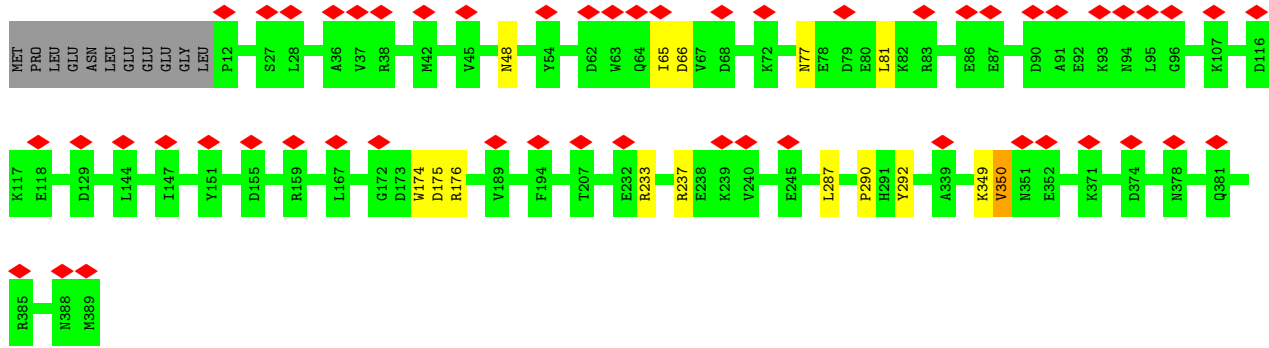 MET PRO LEU GLU ASN LEU GLU GLU GLU GLY LEU P12 S27 L28 A36 V37 R38 M42 V45 N48 Y54 D62 W63 Q64 I65 D66 V67 D68 K72 N77 E78 D79 E80 L81 K82 R83 E86 E87 D90 A91 E92 K93 N94 L95 G96 K107 D116
K117 E118 D129 L144 I147 Y151 D155 R159 L167 G172 D173 W174 D175 R176 V189 F194 T207 E232 R233 R237 E238 K239 V240 E245 L287 P290 H291 Y292 A339 K349 V350 N351 E352 K371 D374 N378 Q381
R385 N388 M389